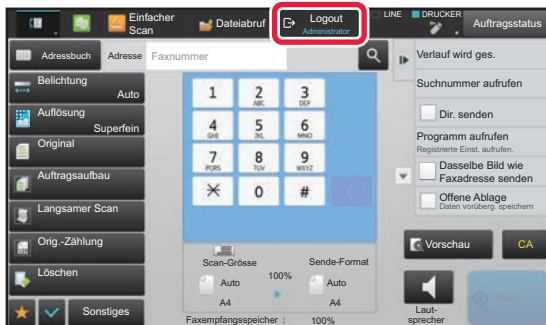 Einfacher
Scan
Dateiabruf
Logout
Administrator
LINE
DRUCKER
Auftragsstatus
Adressbuch
Adresse
Faxnummer
Verlauf wird ges.
Belichtung
Auto
Suchnummer aufrufen
Auflösung
Superfein
Dir. senden
Original
Programm aufrufen
Registrierte Einst. aufrufen.
Auftragsaufbau
Dasselbe Bild wie
Faxadresse senden
Langsamer Scan
Offene Ablage
Daten vorüberg. speichern
1
2 ABC
3 DEF
4 GHI
5 JKL
6 MNO
7 PQRS
8 TUV
9 WXYZ
0
#
C
Orig.-Zählung
Vorschau
CA
Löschen
Scan-Grösse
Sende-Format
100%
Auto
Auto
A4
A4
Start
Sonstiges
Laut-
sprecher
Faxempfangsspeicher : 100%